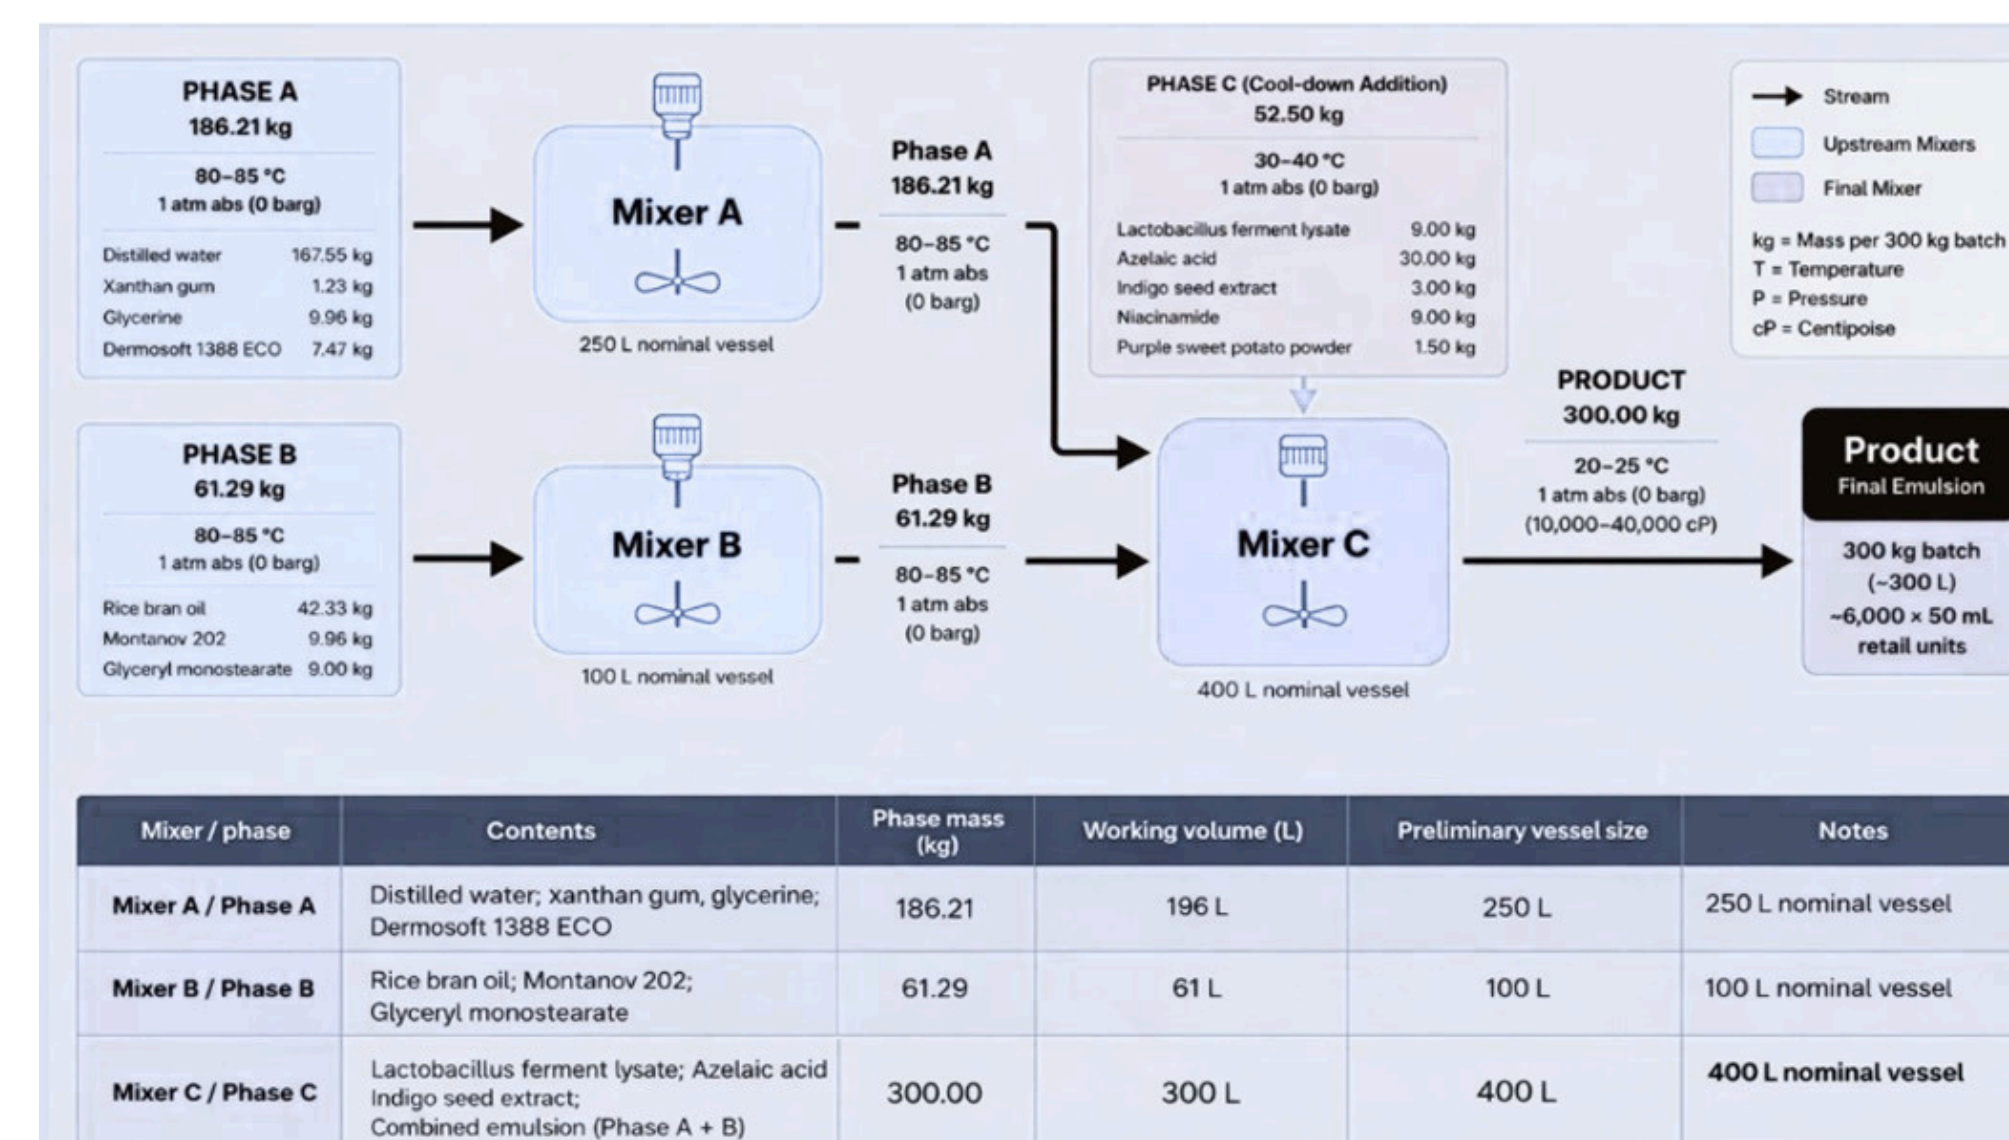 PHASE A
186.21 kg
80–85 °C
1 atm abs (0 barg)
Distilled water 167.55 kg
Xanthan gum 1.23 kg
Glycerine 9.96 kg
Dermosoft 1388 ECO 7.47 kg
Mixer A
250 L nominal vessel
Phase A
186.21 kg
80–85 °C
1 atm abs
(0 barg)
PHASE C (Cool-down Addition)
52.50 kg
30–40 °C
1 atm abs (0 barg)
Lactobacillus ferment lysate 9.00 kg
Azelaic acid 30.00 kg
Indigo seed extract 3.00 kg
Niacinamide 9.00 kg
Purple sweet potato powder 1.50 kg
Stream
Upstream Mixers
Final Mixer
kg = Mass per 300 kg batch
T = Temperature
P = Pressure
cP = Centipoise
PHASE B
61.29 kg
80–85 °C
1 atm abs (0 barg)
Rice bran oil 42.33 kg
Montanov 202 9.96 kg
Glyceryl monostearate 9.00 kg
Mixer B
100 L nominal vessel
Phase B
61.29 kg
80–85 °C
1 atm abs
(0 barg)
Mixer C
400 L nominal vessel
PRODUCT
300.00 kg
20–25 °C
1 atm abs (0 barg)
(10,000–40,000 cP)
Product
Final Emulsion
300 kg batch
(~300 L)
~6,000 × 50 mL
retail units
Mixer / phase
Contents
Phase mass
(kg)
Working volume (L)
Preliminary vessel size
Notes
Mixer A / Phase A
Distilled water; xanthan gum, glycerine;
Dermosoft 1388 ECO
186.21
196 L
250 L
250 L nominal vessel
Mixer B / Phase B
Rice bran oil; Montanov 202;
Glyceryl monostearate
61.29
61 L
100 L
100 L nominal vessel
Mixer C / Phase C
Lactobacillus ferment lysate; Azelaic acid
Indigo seed extract;
Combined emulsion (Phase A + B)
300.00
300 L
400 L
400 L nominal vessel